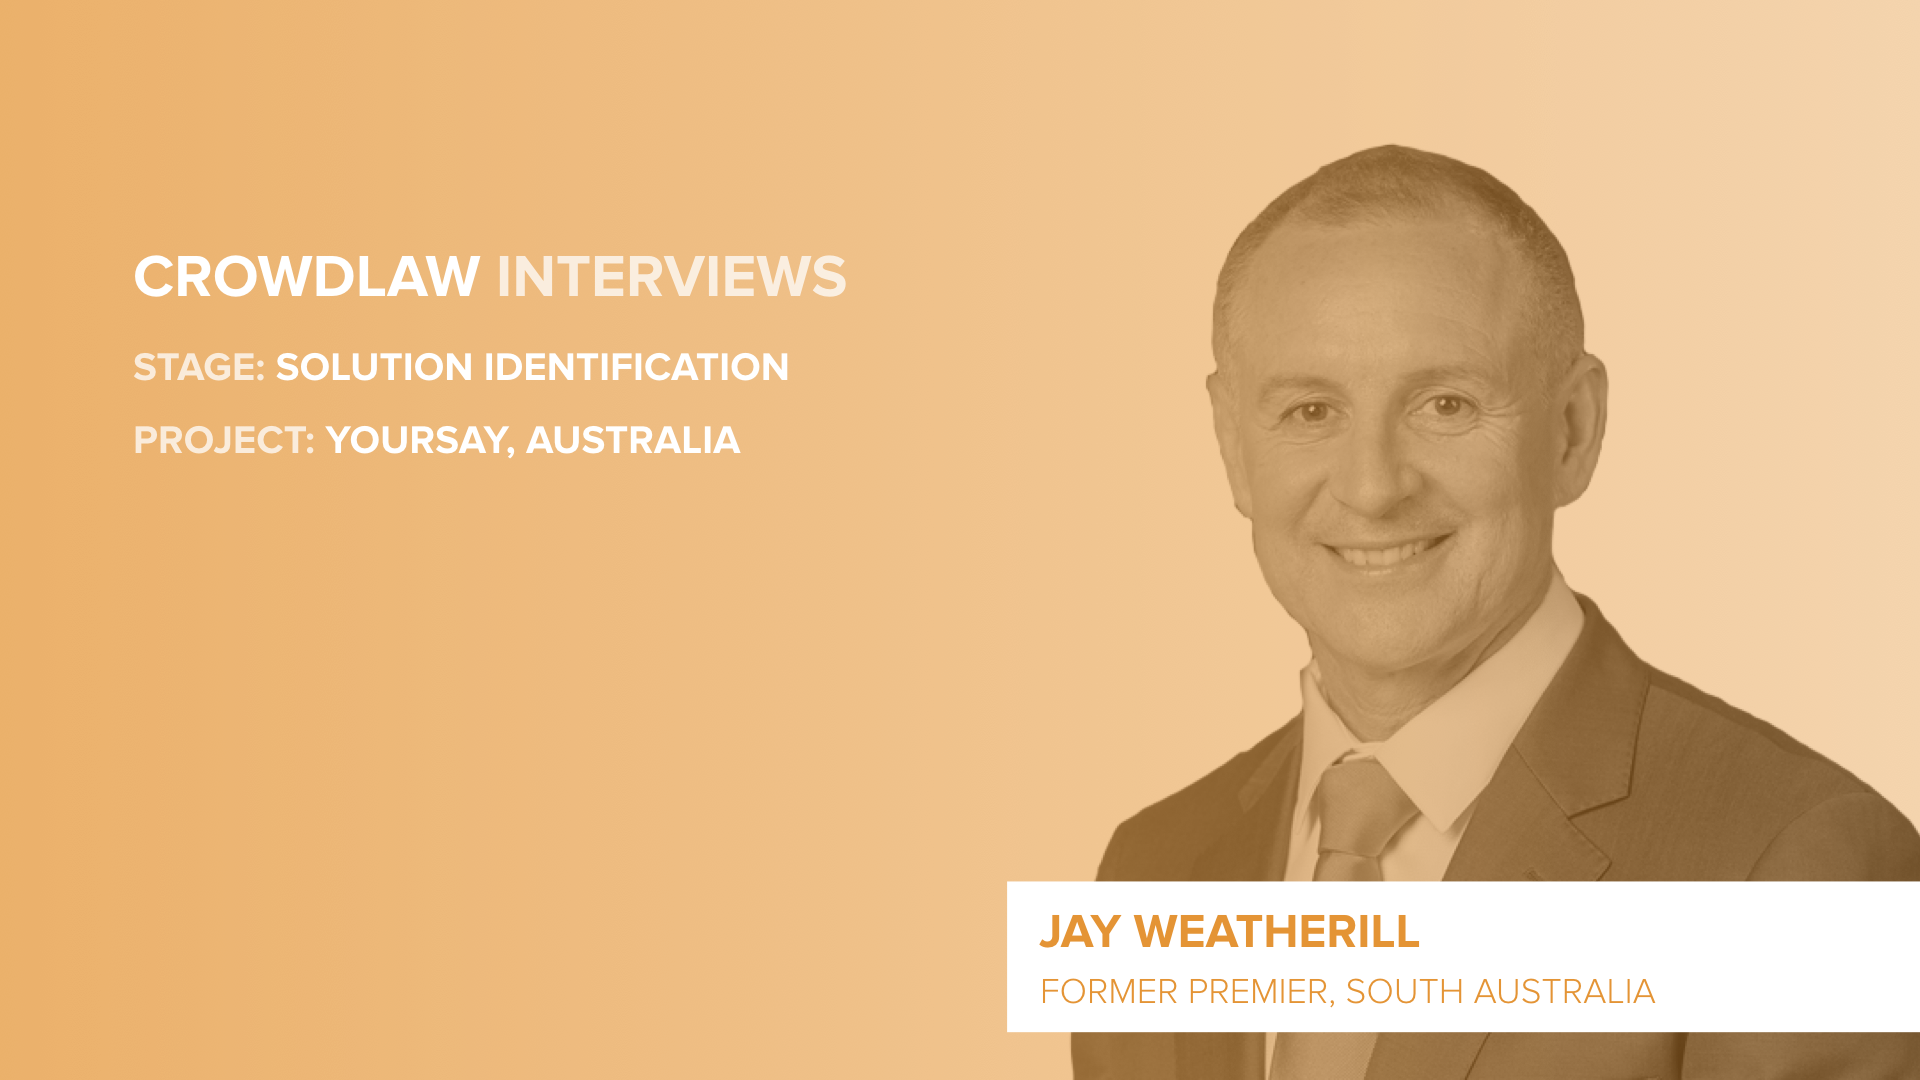 CROWDLAW INTERVIEWS
STAGE: SOLUTION IDENTIFICATION
PROJECT: YOURSAY, AUSTRALIA
JAY WEATHERILL
FORMER PREMIER, SOUTH AUSTRALIA